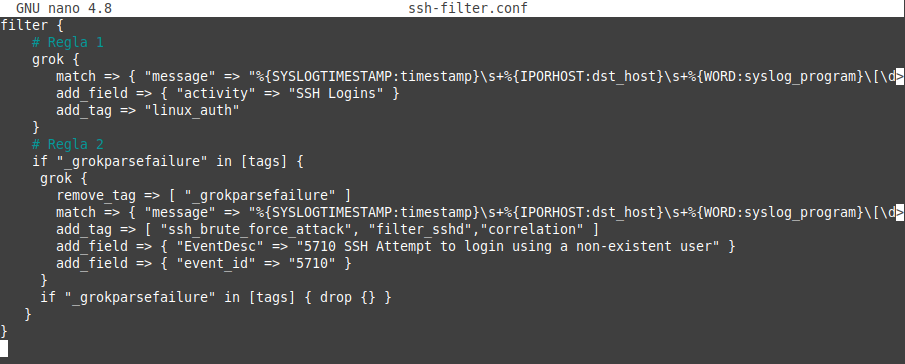 GNU nano 4.8 ssh-filter.conf
filter {
    # Regla 1
    grok {
       match => { "message" => "%{SYSLOGTIMESTAMP:timestamp}\s+%{IPORHOST:dst_host}\s+%{WORD:syslog_program}\[\d>
       add_field => { "activity" => "SSH Logins" }
       add_tag => "linux_auth"
    }
    # Regla 2
    if "_grokparsefailure" in [tags] {
     grok {
       remove_tag => [ "_grokparsefailure" ]
       match => { "message" => "%{SYSLOGTIMESTAMP:timestamp}\s+%{IPORHOST:dst_host}\s+%{WORD:syslog_program}\[\d>
       add_tag => [ "ssh_brute_force_attack", "filter_sshd","correlation" ]
       add_field => { "EventDesc" => "5710 SSH Attempt to login using a non-existent user" }
       add_field => { "event_id" => "5710" }
     }
     if "_grokparsefailure" in [tags] { drop {} }
   }
}